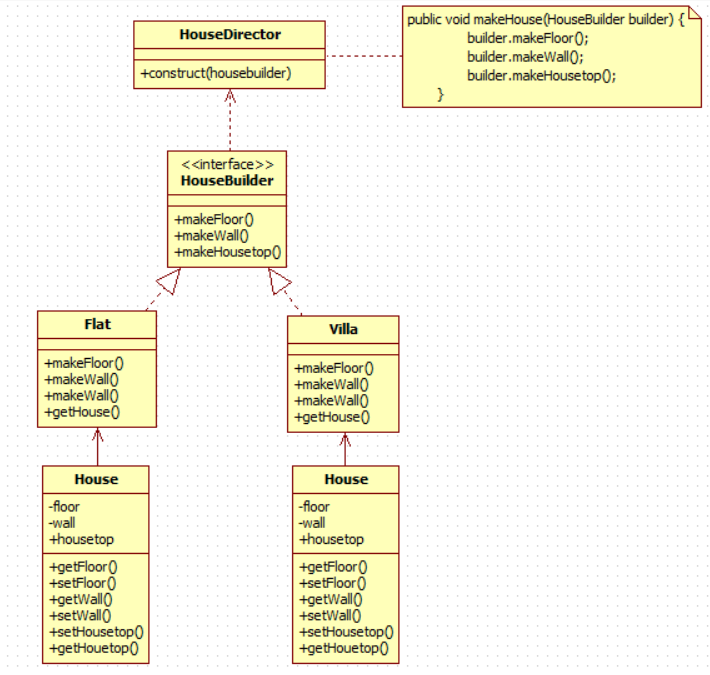 HouseDirector
+construct(housebuilder)
public void makeHouse(HouseBuilder builder) {
builder.makeFloor();
builder.makeWall();
builder.makeHousetop();
}
<<interface>>
HouseBuilder
+makeFloor()
+makeWall()
+makeHousetop()
Flat
+makeFloor()
+makeWall()
+makeWall()
+getHouse()
Villa
+makeFloor()
+makeWall()
+makeWall()
+getHouse()
House
-floor
-wall
+housetop
+getFloor()
+setFloor()
+getWall()
+setWall()
+setHousetop()
+getHouetop()
House
-floor
-wall
+housetop
+getFloor()
+setFloor()
+getWall()
+setWall()
+setHousetop()
+getHouetop()